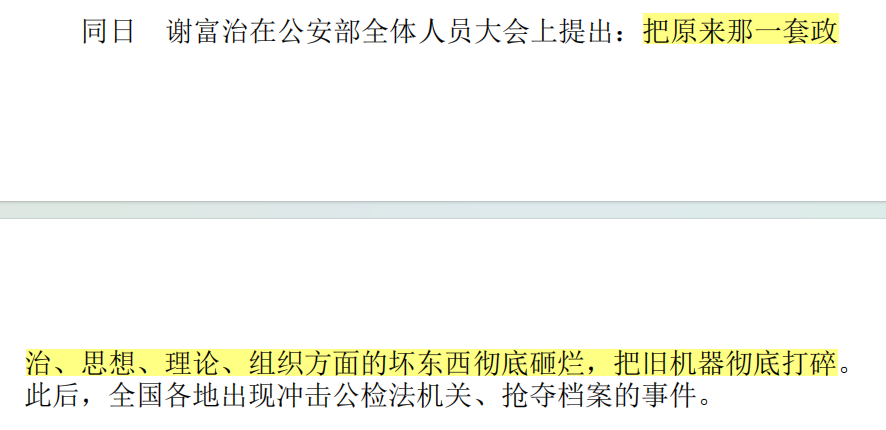 同日　谢富治在公安部全体人员大会上提出：把原来那一套政
治、思想、理论、组织方面的坏东西彻底砸烂，把旧机器彻底打碎。
此后，全国各地出现冲击公检法机关、抢夺档案的事件。